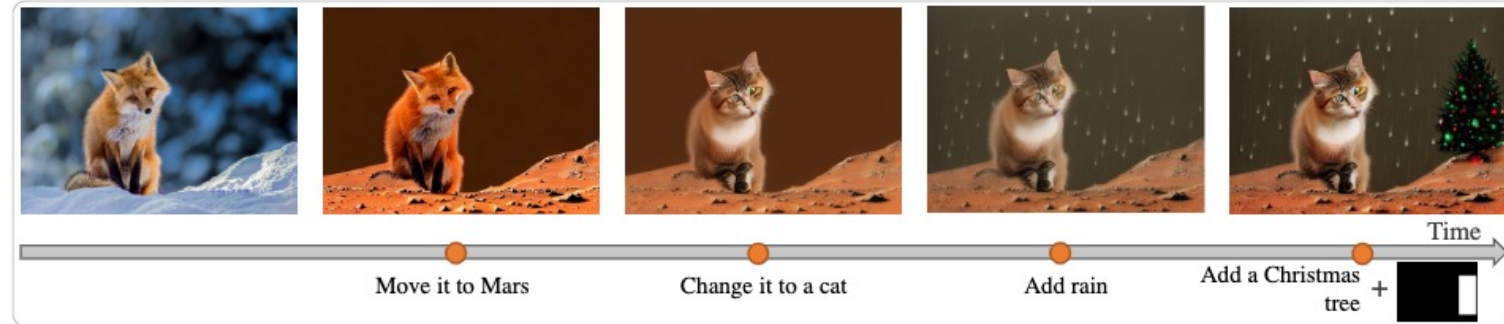 Time
Move it to Mars
Change it to a cat
Add rain
Add a Christmas
tree
+